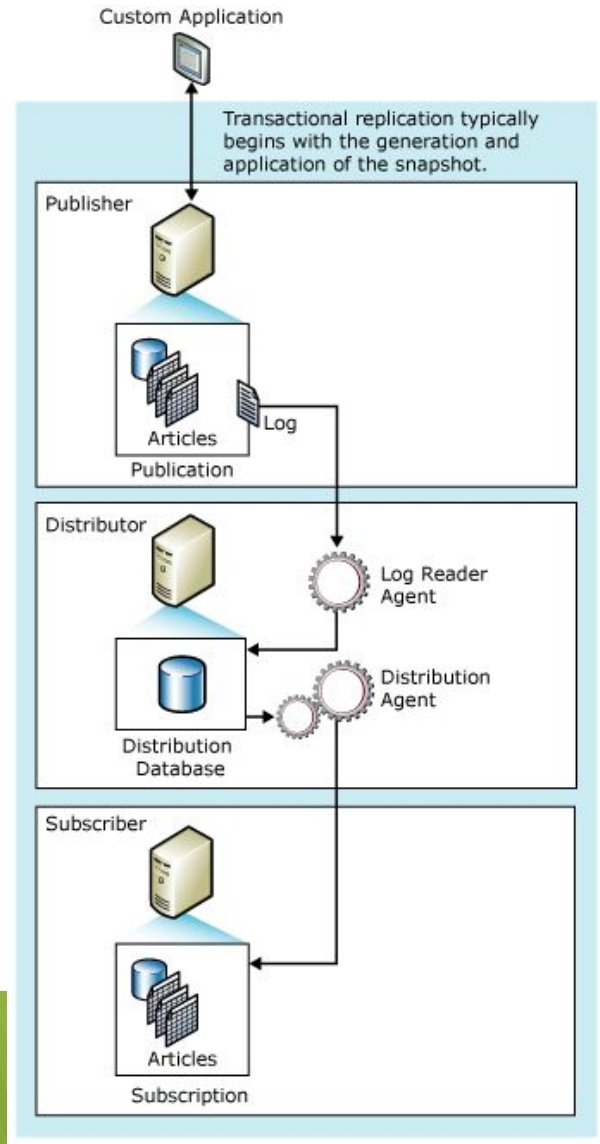 Custom Application
Transactional replication typically
begins with the generation and
application of the snapshot.
Publisher
Log
Articles
Publication
Distributor
Log Reader
Agent
Distribution
Agent
Distribution
Database
Subscriber
Articles
Subscription